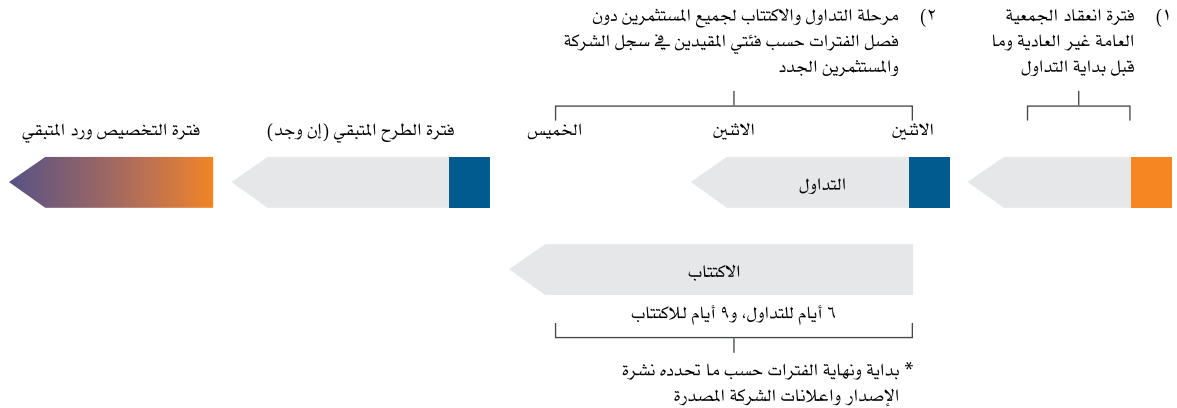 ١) فترة انعقاد الجمعية
العامة غير العادية وما
قبل بداية التداول
٢) مرحلة التداول والاكتتاب لجميع المستثمرين دون
فصل الفترات حسب فئتي المقيدين في سجل الشركة
والمستثمرين الجدد
الاثنين
الاثنين
الخميس
فترة الطرح المتبقي (إن وجد)
فترة التخصيص ورد المتبقي
التداول
الاكتتاب
٦ أيام للتداول، و٩ أيام للاكتتاب
* بداية ونهاية الفترات حسب ما تحدده نشرة
الإصدار واعلانات الشركة المصدرة